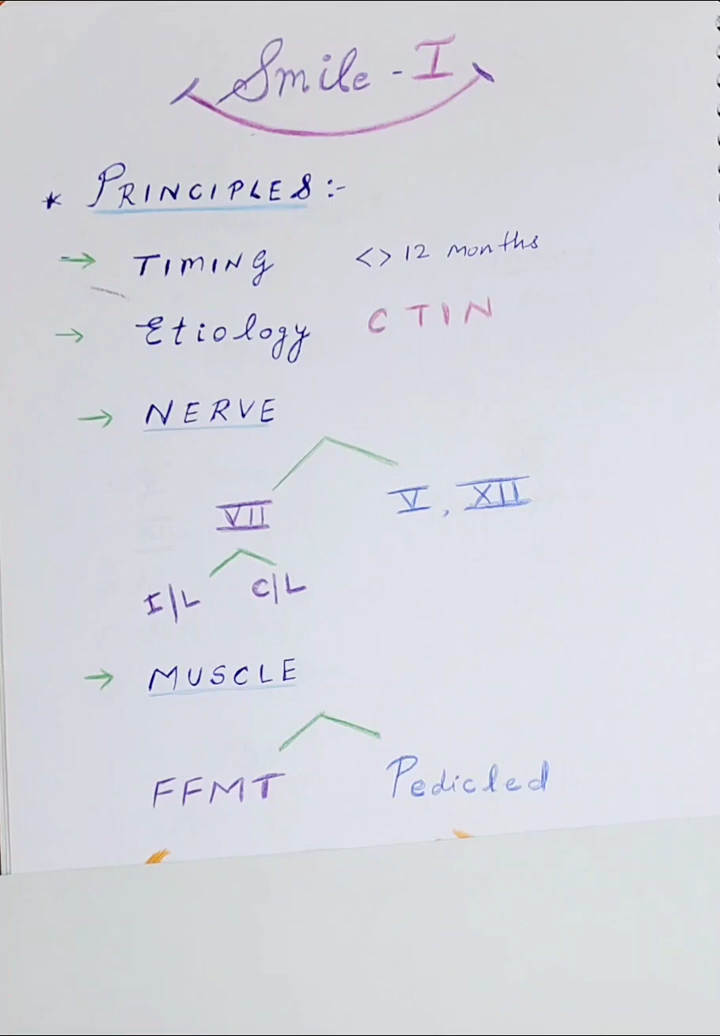 Smile - I
* PRINCIPLES :-
→ TIMING <> 12 months
→ Etiology CTIN
→ NERVE
VII V, XII
I/L C/L
→ MUSCLE
FFMT Pedicled